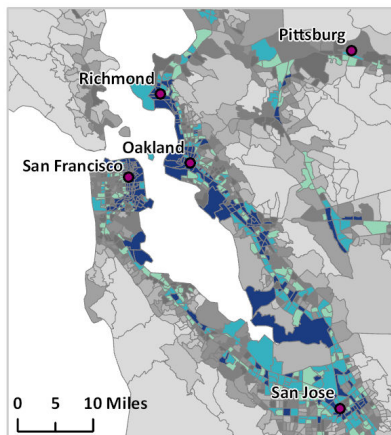 Pittsburg
Richmond
Oakland
San Francisco
San Jose
0 5 10 Miles